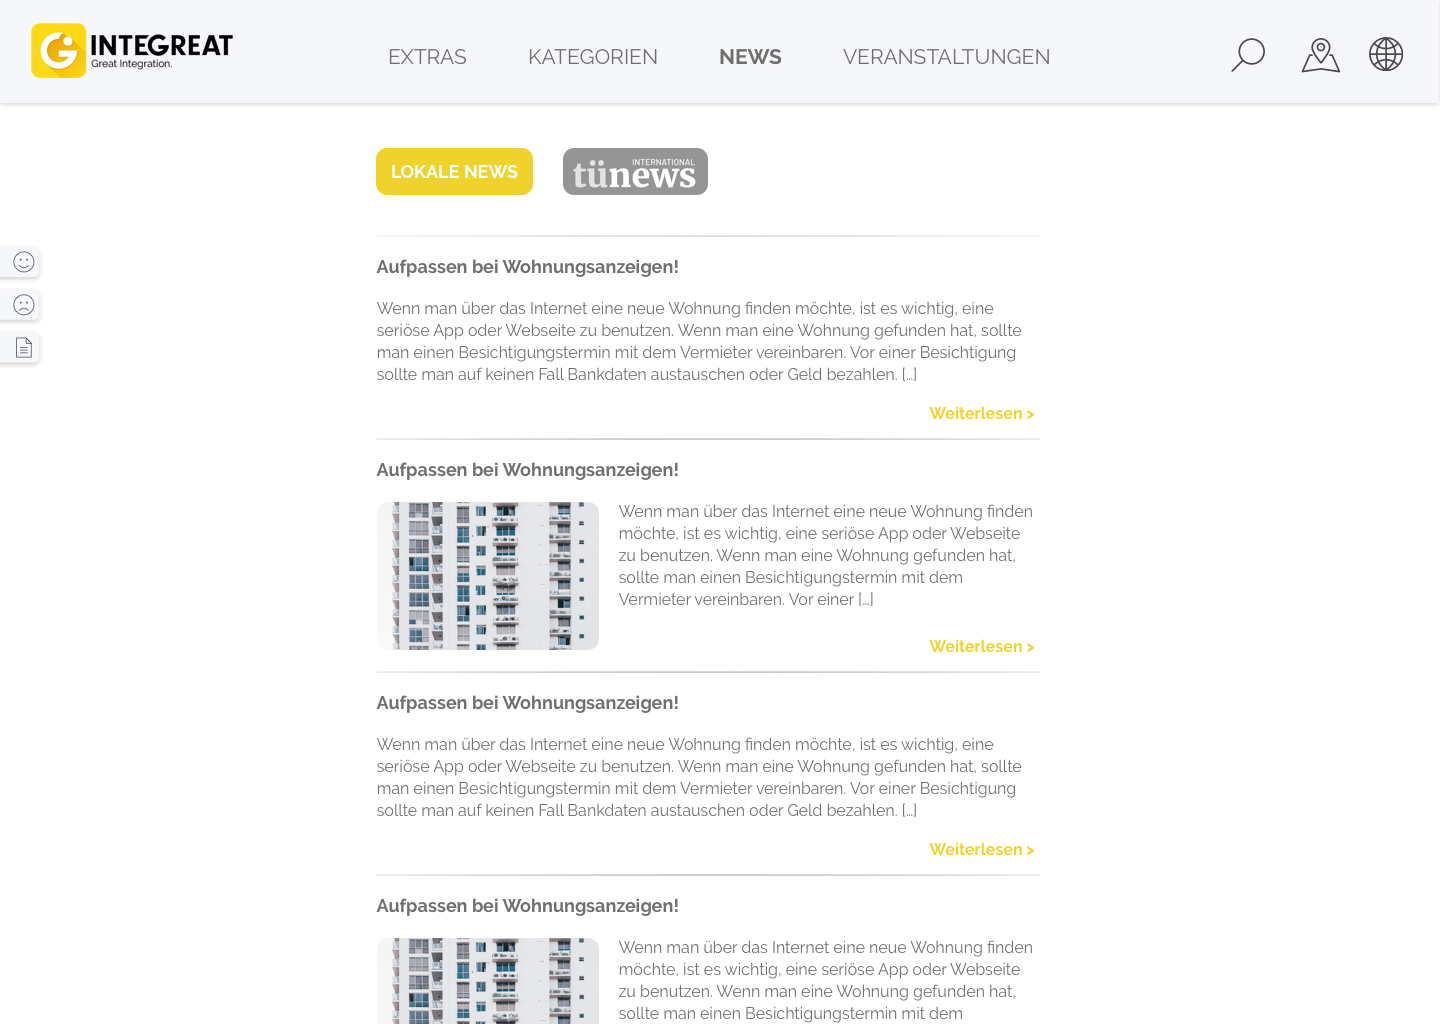 INTEGREAT
Great Integration.
EXTRAS
KATEGORIEN
NEWS
VERANSTALTUNGEN
LOKALE NEWS
INTERNATIONAL
tünews
Aufpassen bei Wohnungsanzeigen!
Wenn man über das Internet eine neue Wohnung finden möchte, ist es wichtig, eine
seriöse App oder Webseite zu benutzen. Wenn man eine Wohnung gefunden hat, sollte
man einen Besichtigungstermin mit dem Vermieter vereinbaren. Vor einer Besichtigung
sollte man auf keinen Fall Bankdaten austauschen oder Geld bezahlen. […]
Weiterlesen >
Aufpassen bei Wohnungsanzeigen!
Wenn man über das Internet eine neue Wohnung finden
möchte, ist es wichtig, eine seriöse App oder Webseite
zu benutzen. Wenn man eine Wohnung gefunden hat,
sollte man einen Besichtigungstermin mit dem
Vermieter vereinbaren. Vor einer […]
Weiterlesen >
Aufpassen bei Wohnungsanzeigen!
Wenn man über das Internet eine neue Wohnung finden möchte, ist es wichtig, eine
seriöse App oder Webseite zu benutzen. Wenn man eine Wohnung gefunden hat, sollte
man einen Besichtigungstermin mit dem Vermieter vereinbaren. Vor einer Besichtigung
sollte man auf keinen Fall Bankdaten austauschen oder Geld bezahlen. […]
Weiterlesen >
Aufpassen bei Wohnungsanzeigen!
Wenn man über das Internet eine neue Wohnung finden
möchte, ist es wichtig, eine seriöse App oder Webseite
zu benutzen. Wenn man eine Wohnung gefunden hat,
sollte man einen Besichtigungstermin mit dem